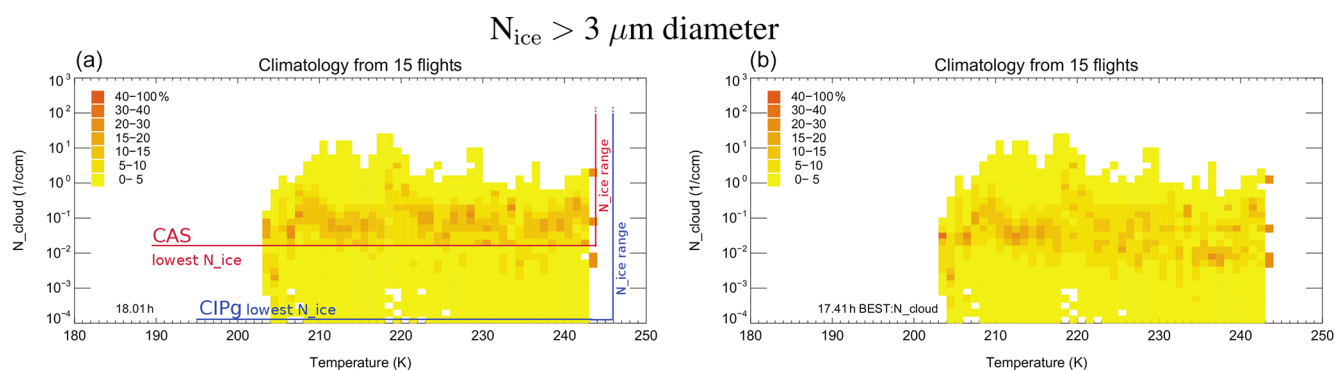 N_ice > 3 μm diameter
(a)
Climatology from 15 flights
10^3
10^2
10^1
10^0
10^-1
10^-2
10^-3
10^-4
N_cloud (1/ccm)
40-100%
30-40
20-30
15-20
10-15
5-10
0- 5
N_ice range
N_ice range
CAS
lowest N_ice
CIPg lowest N_ice
18.01h
180 190 200 210 220 230 240 250
Temperature (K)
(b)
Climatology from 15 flights
10^3
10^2
10^1
10^0
10^-1
10^-2
10^-3
10^-4
N_cloud (1/ccm)
40-100%
30-40
20-30
15-20
10-15
5-10
0- 5
17.41h BEST:N_cloud
180 190 200 210 220 230 240 250
Temperature (K)